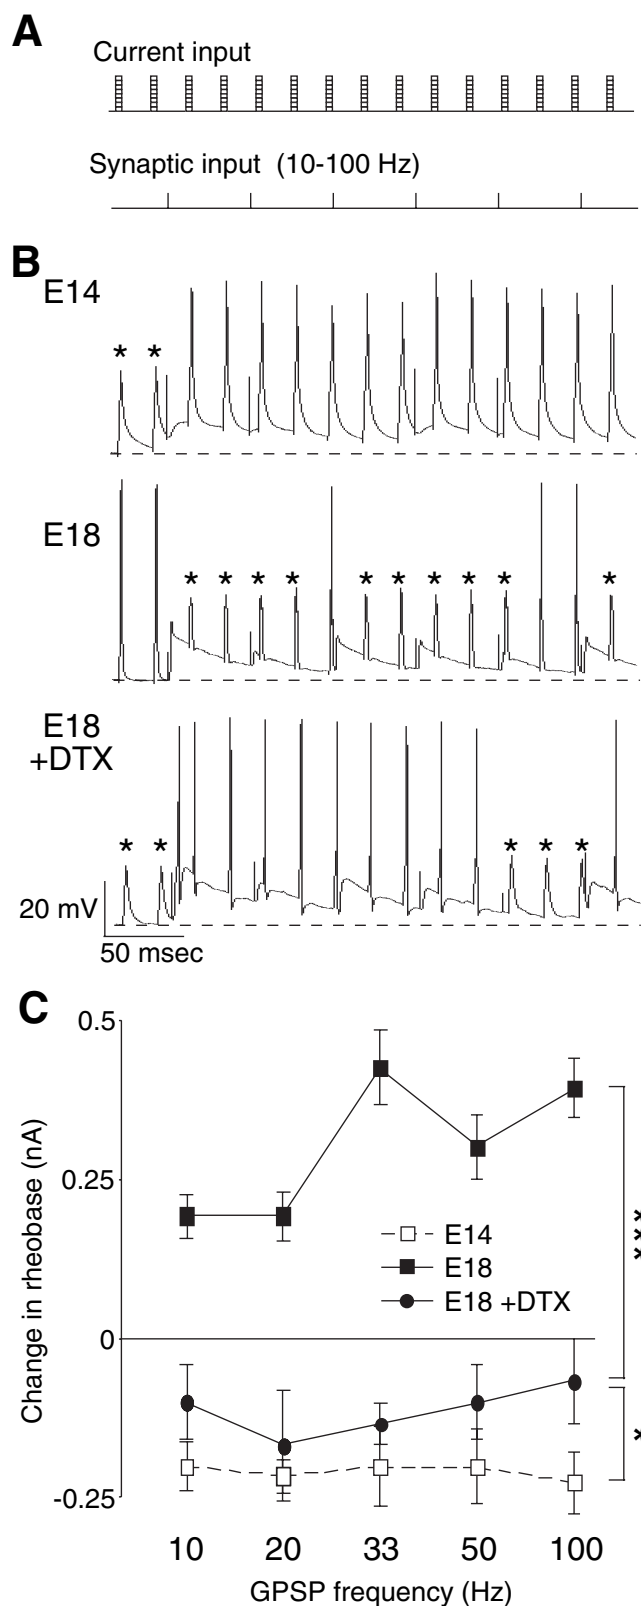 A
Current input
Synaptic input (10-100 Hz)
B
E14
* *
E18
* * * * * * * * * *
E18
+DTX
* * * * *
20 mV
50 msec
C
0.5
0.25
0
-0.25
Change in rheobase (nA)
E14
E18
E18 +DTX
***
*
10 20 33 50 100
GPSP frequency (Hz)